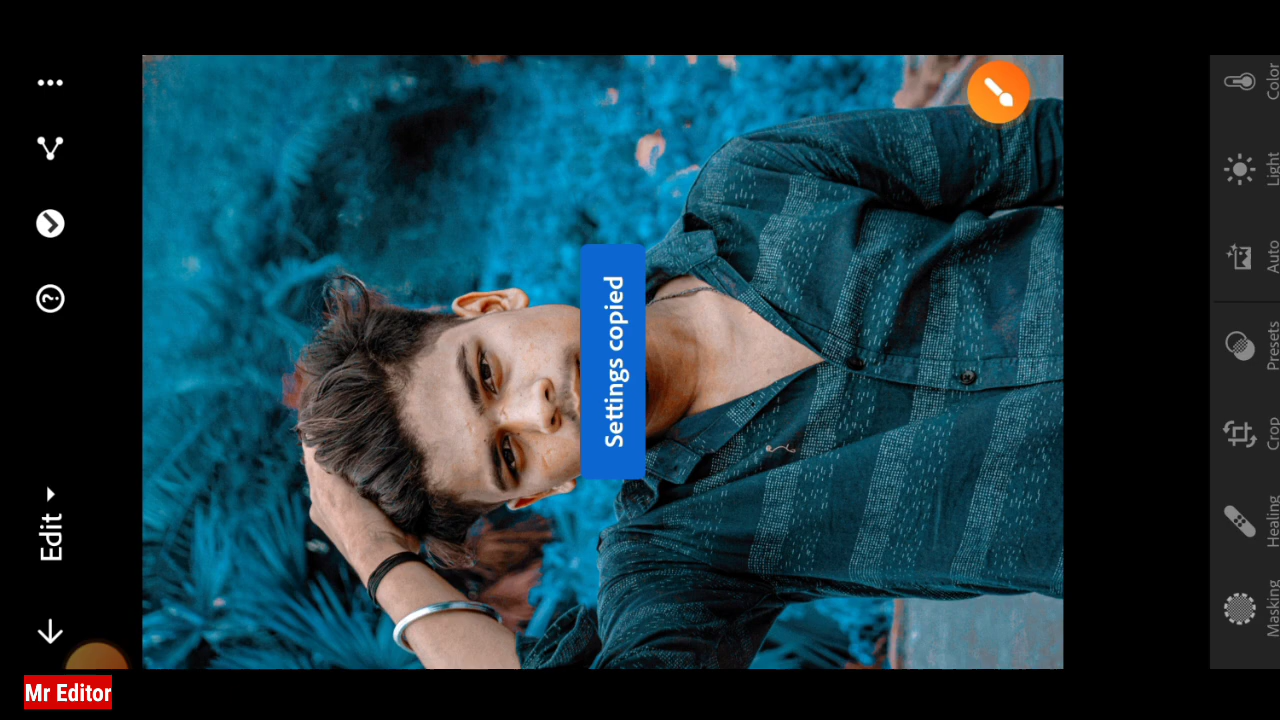 Edit
Settings copied
Masking
Healing
Crop
Presets
Auto
Light
Color
Mr Editor